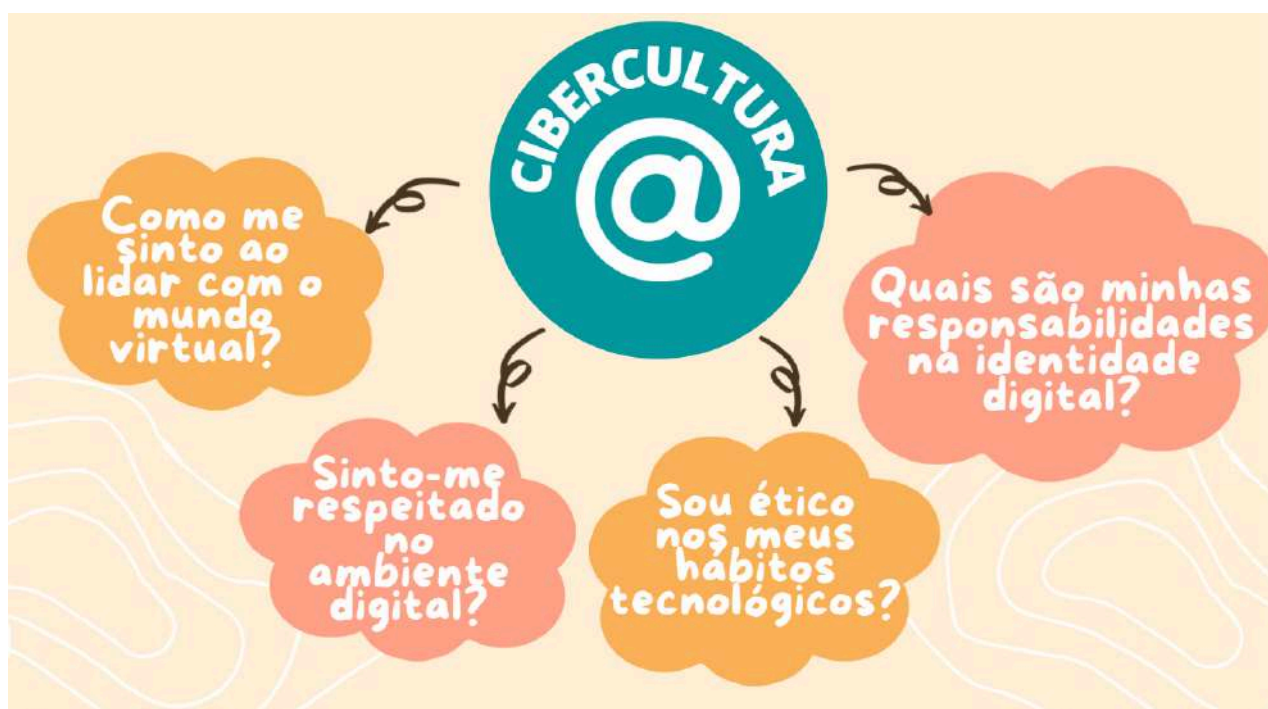 CIBERCULTURA
@
Como me
sinto ao
lidar com o
mundo
virtual?
Sinto-me
respeitado
no
ambiente
digital?
Sou ético
nos meus
hábitos
tecnológicos?
Quais são minhas
responsabilidades
na identidade
digital?